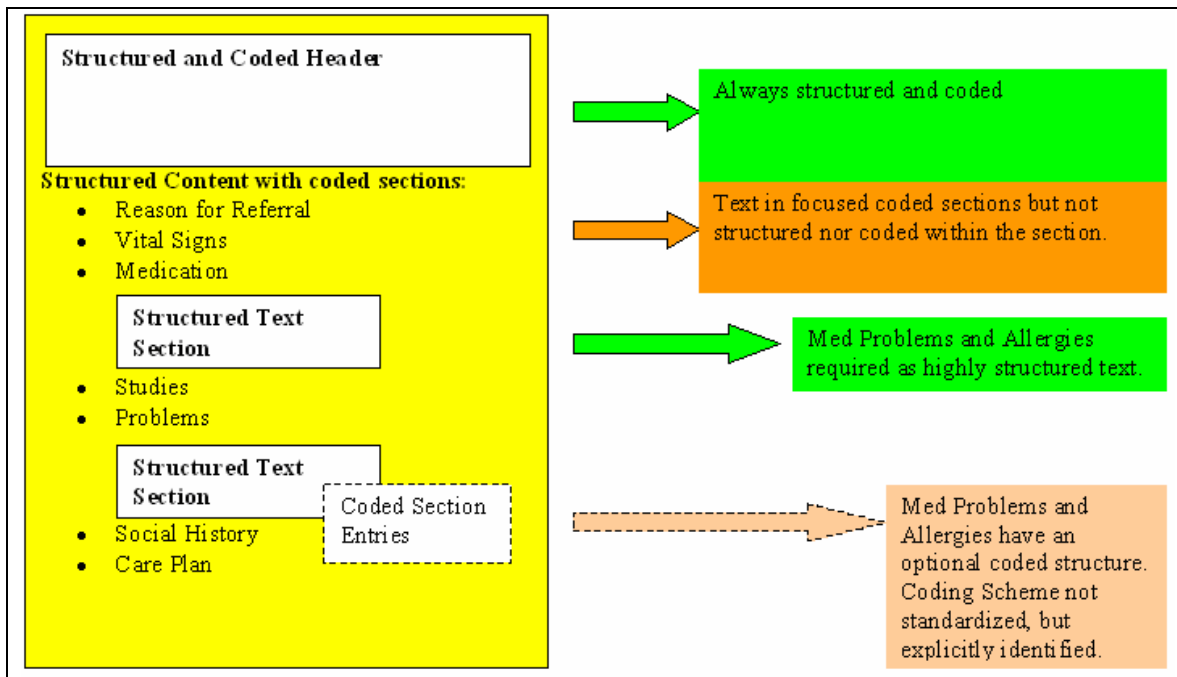 Structured and Coded Header
Structured Content with coded sections:
• Reason for Referral
• Vital Signs
• Medication
Structured Text
Section
• Studies
• Problems
Structured Text
Section
Coded Section
Entries
• Social History
• Care Plan
Always structured and coded
Text in focused coded sections but not
structured nor coded within the section.
Med Problems and Allergies
required as highly structured text.
Med Problems and
Allergies have an
optional coded structure.
Coding Scheme not
standardized, but
explicitly identified.